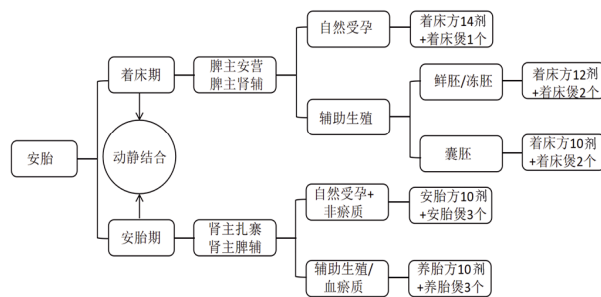 安胎
着床期
动静结合
安胎期
脾主安营
脾主肾辅
肾主扎寨
肾主脾辅
自然受孕
辅助生殖
着床方14剂
+着床煲1个
鲜胚/冻胚
着床方12剂
+着床煲2个
囊胚
着床方10剂
+着床煲2个
自然受孕+
非瘀质
安胎方10剂
+安胎煲3个
辅助生殖/
血瘀质
养胎方10剂
+养胎煲3个